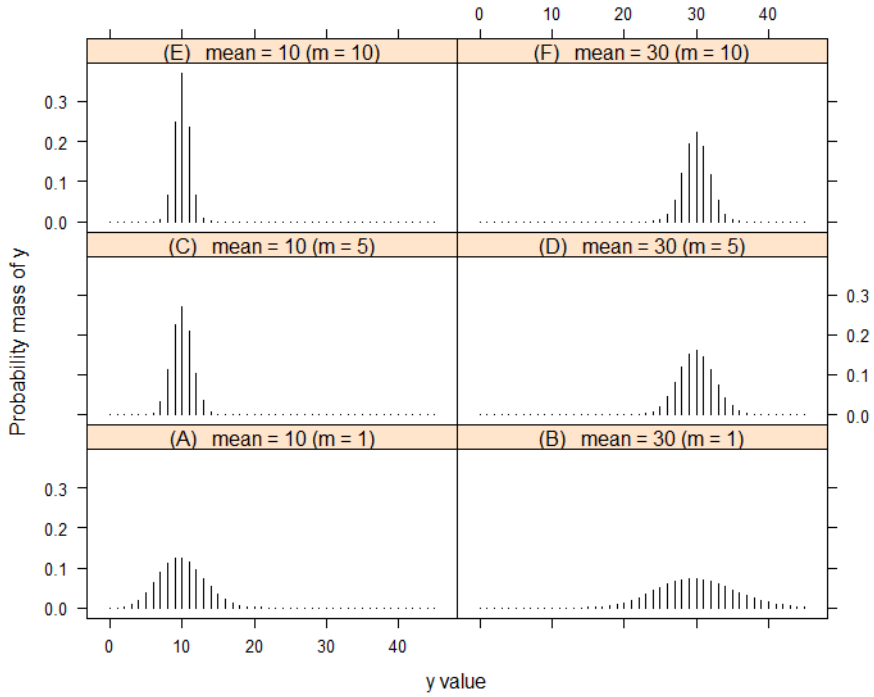 0 20 30 40
(E) mean = 10 (m = 10) (F) mean = 30 (m = 10)
0.3
0.2
0.1
0.0
(C) mean = 10 (m = 5) (D) mean = 30 (m = 5)
0.3
0.2
0.1
0.0
(A) mean = 10 (m = 1) (B) mean = 30 (m = 1)
0.3
0.2
0.1
0.0
0 10 20 30 40
y value
Probability mass of y